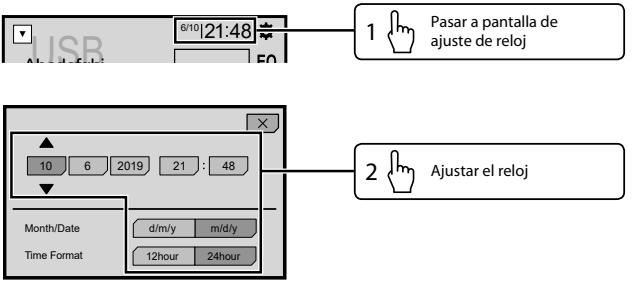 6/10 21:48
USB
EQ
1 Pasar a pantalla de
ajuste de reloj
10 6 2019 21 : 48
2 Ajustar el reloj
Month/Date d/m/y m/d/y
Time Format 12hour 24hour